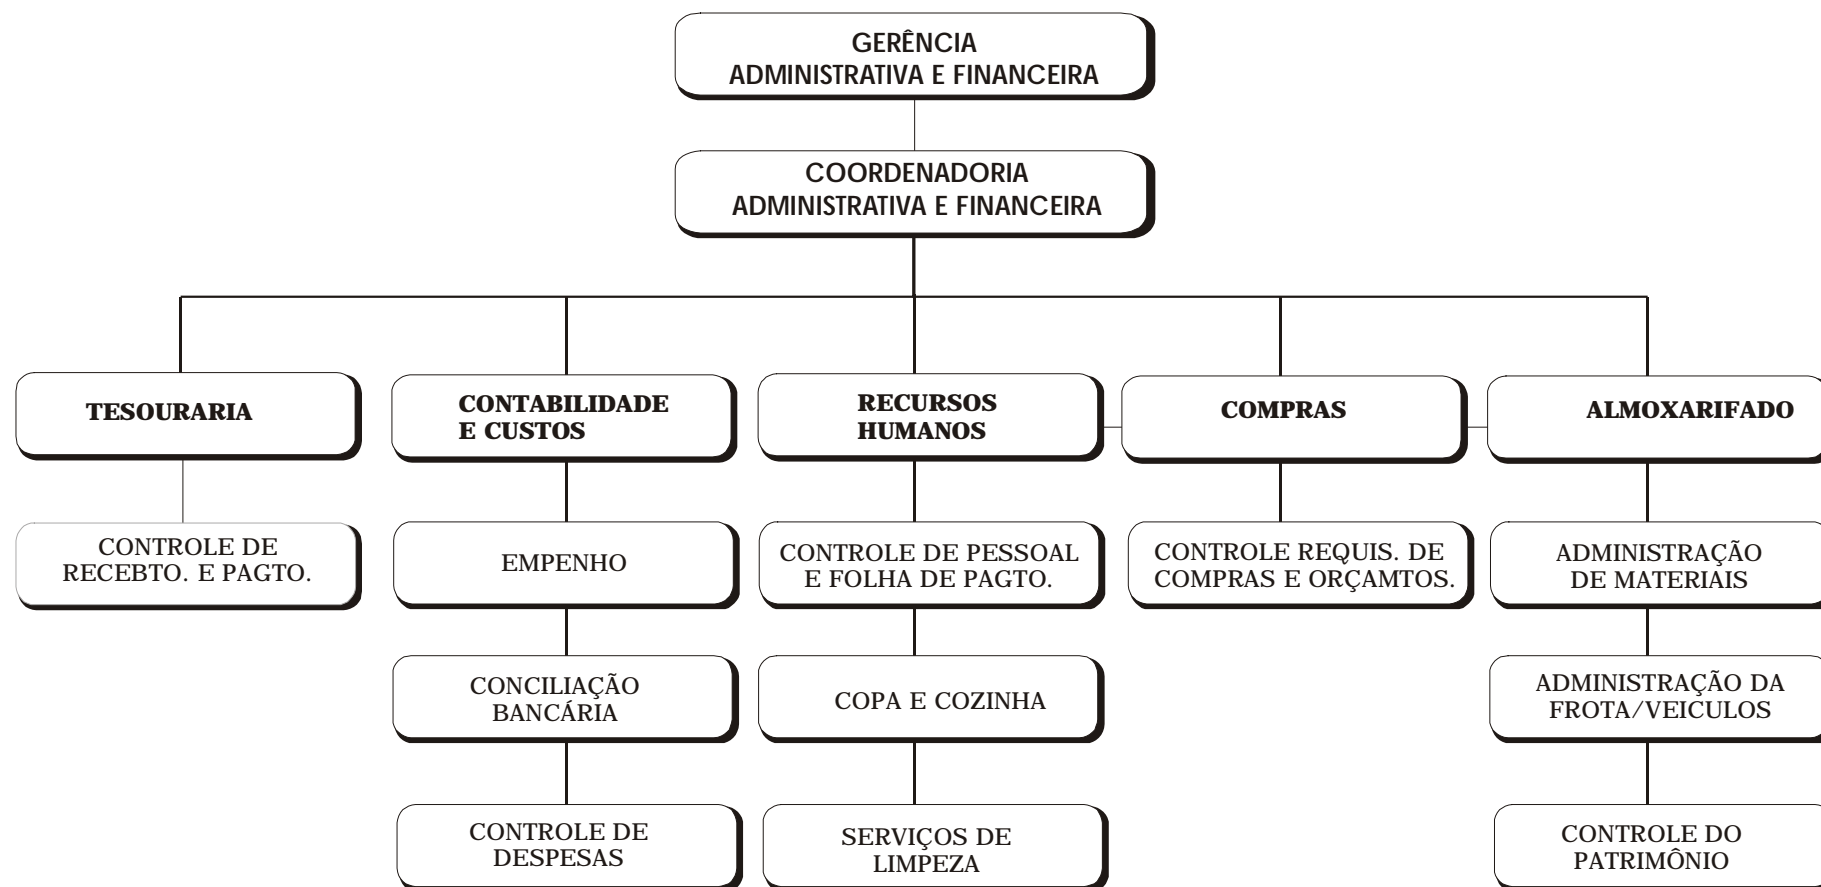 GERÊNCIA
ADMINISTRATIVA E FINANCEIRA
COORDENADORIA
ADMINISTRATIVA E FINANCEIRA
TESOURARIA
CONTABILIDADE
E CUSTOS
RECURSOS
HUMANOS
COMPRAS
ALMOXARIFADO
CONTROLE DE
RECEBTO. E PAGTO.
EMPENHO
CONTROLE DE PESSOAL
E FOLHA DE PAGTO.
CONTROLE REQUIS. DE
COMPRAS E ORÇAMTOS.
ADMINISTRAÇÃO
DE MATERIAIS
CONCILIAÇÃO
BANCÁRIA
COPA E COZINHA
ADMINISTRAÇÃO DA
FROTA/VEICULOS
CONTROLE DE
DESPESAS
SERVIÇOS DE
LIMPEZA
CONTROLE DO
PATRIMÔNIO